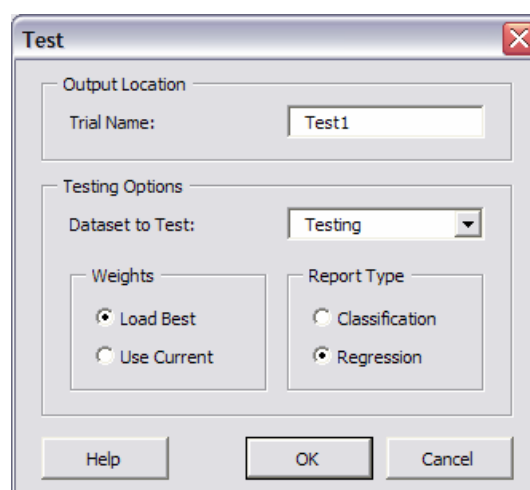 Test
Output Location
Trial Name:
Test1
Testing Options
Dataset to Test:
Testing
Weights
Load Best
Use Current
Report Type
Classification
Regression
Help
OK
Cancel